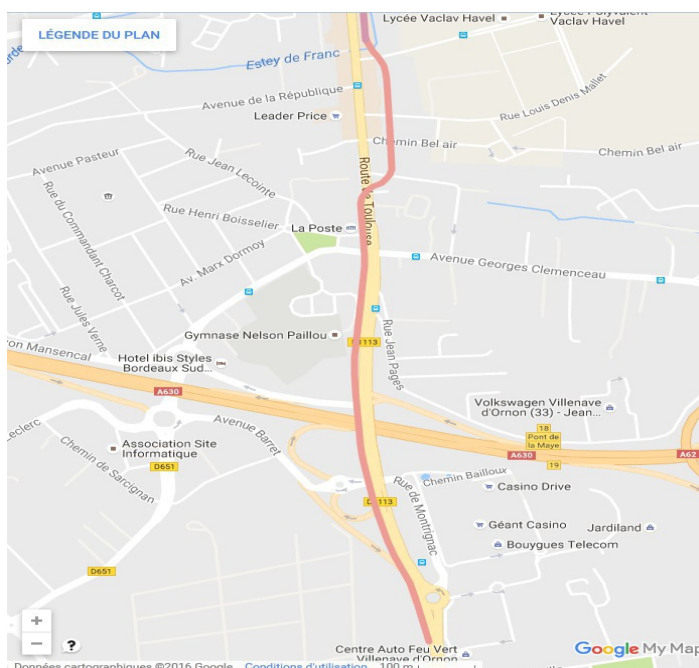 LÉGENDE DU PLAN
Lycée Vaclav Havel
Vaclav Havel
Estey de Franc
Avenue de la République
Leader Price
Rue Louis Denis Mallet
Chemin Bel air
Chemin Bel air
Avenue Pasteur
Rue Jean Lecointe
Route de Toulouse
Rue du Commandant Charcot
Rue Henri Boisselier
La Poste
Av. Marx Dormoy
Avenue Georges Clemenceau
Rue Jules Verne
Gymnase Nelson Paillou
Rue Jean Pages
on Mansencal
Hotel ibis Styles
Bordeaux Sud...
A630
Volkswagen Villenave
d'Ornon (33) - Jean...
Leclerc
Avenue Barret
18
Pont de
la Maye
A630
A62
19
Association Site
Informatique
D651
Chemin de Sarcignan
Rue de Montrignac
Chemin Bailloux
Casino Drive
Géant Casino
Jardiland
Bouygues Telecom
D651
+
−
?
Centre Auto Feu Vert
Villenave d'Ornon
Google My Ma
Données cartographiques ©2016 Google
Conditions d'utilisation
100 m